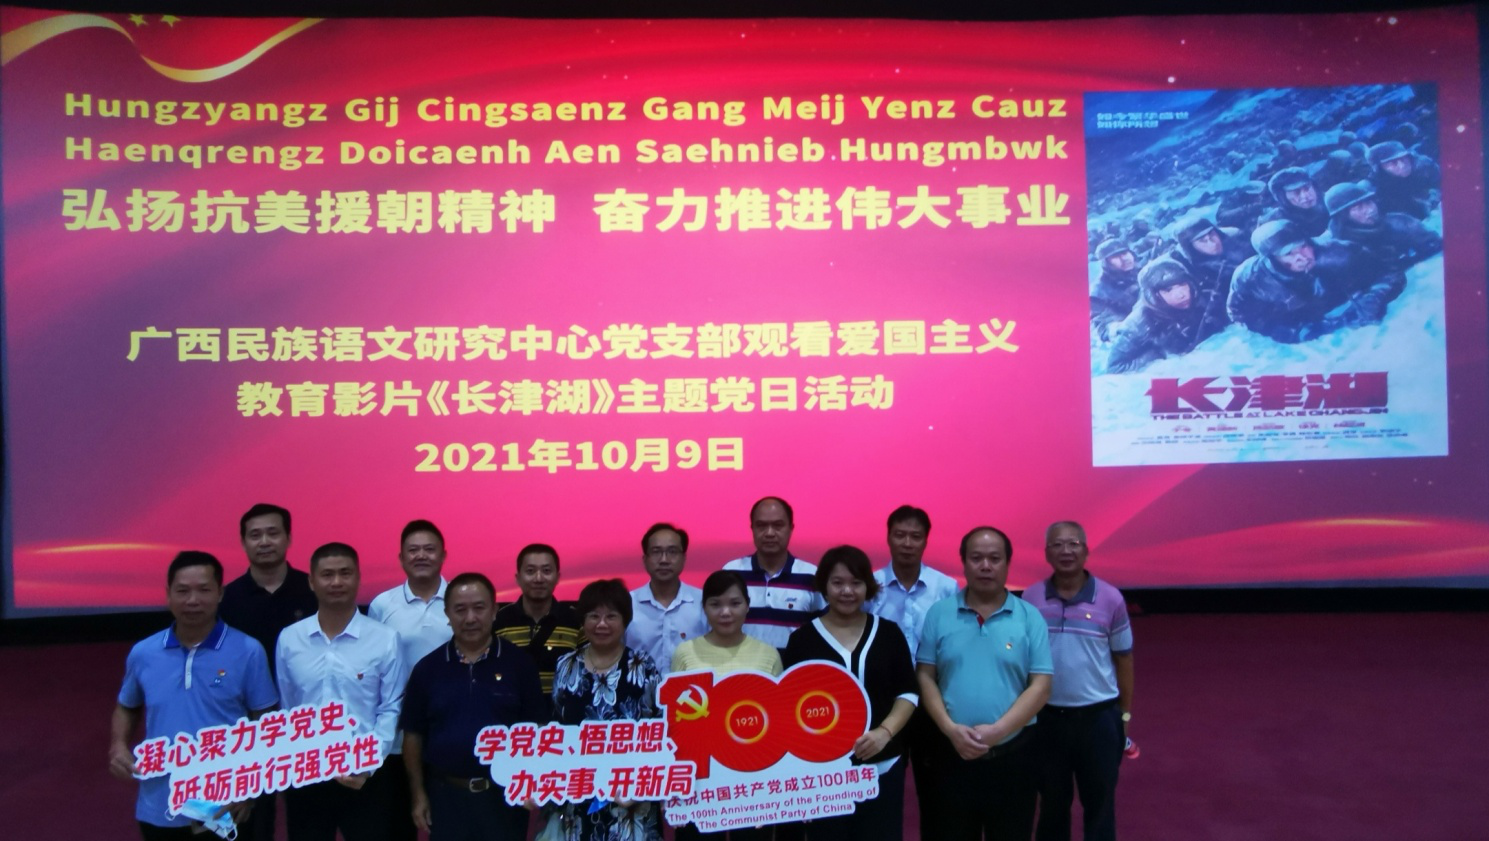 Hungzyangz Gij Cingsaenz Gang Meij Yenz Cauz
Haenqrengz Doicaenh Aen Saehnieb Hungmbwk
弘扬抗美援朝精神 奋力推进伟大事业
广西民族语文研究中心党支部观看爱国主义
教育影片《长津湖》主题党日活动
2021年10月9日
长津湖
THE BATTLE AT LAKE CHANGJIN
凝心聚力学党史、
砥砺前行强党性
学党史、悟思想、
办实事、开新局
100
1921
2021
庆祝中国共产党成立100周年
The 100th Anniversary of the Founding of
The Communist Party of China